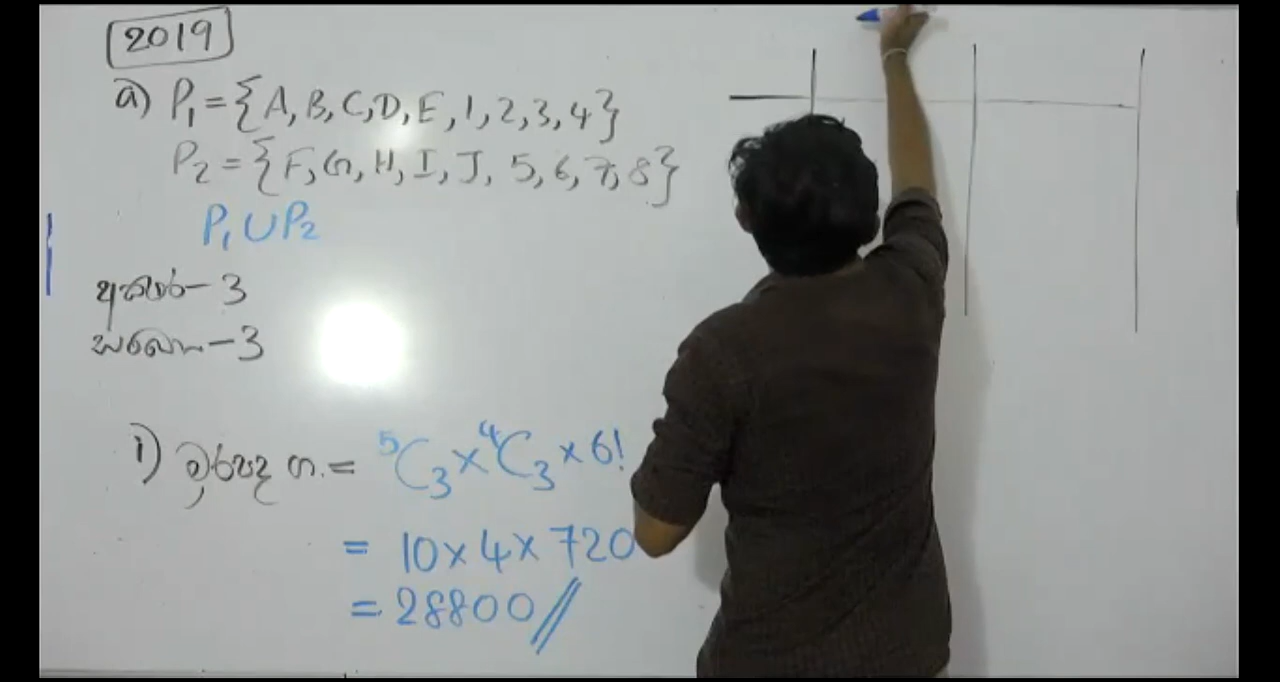 2019
a) P₁ = {A, B, C, D, E, 1, 2, 3, 4}
P₂ = {F, G, H, I, J, 5, 6, 7, 8}
P₁ ∪ P₂
අකුරු - 3
සංඛ්‍යා - 3
i) මුරපද ග. = ⁵C₃ × ⁴C₃ × 6!
= 10 × 4 × 720
= 28800 //